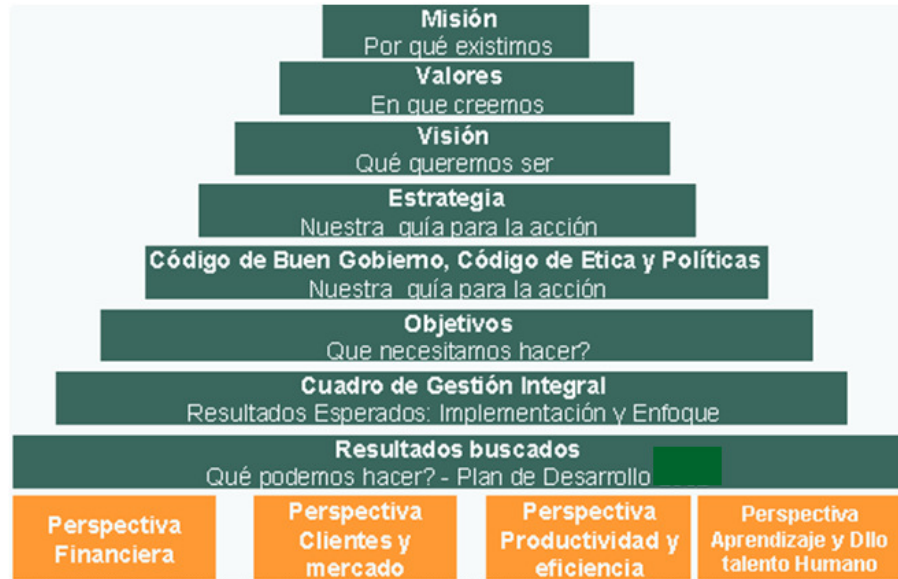 Misión
Por qué existimos
Valores
En que creemos
Visión
Qué queremos ser
Estrategia
Nuestra guía para la acción
Código de Buen Gobierno, Código de Etica y Políticas
Nuestra guía para la acción
Objetivos
Que necesitamos hacer?
Cuadro de Gestión Integral
Resultados Esperados: Implementación y Enfoque
Resultados buscados
Qué podemos hacer? - Plan de Desarrollo
Perspectiva
Financiera
Perspectiva
Clientes y
mercado
Perspectiva
Productividad y
eficiencia
Perspectiva
Aprendizaje y Dllo
talento Humano